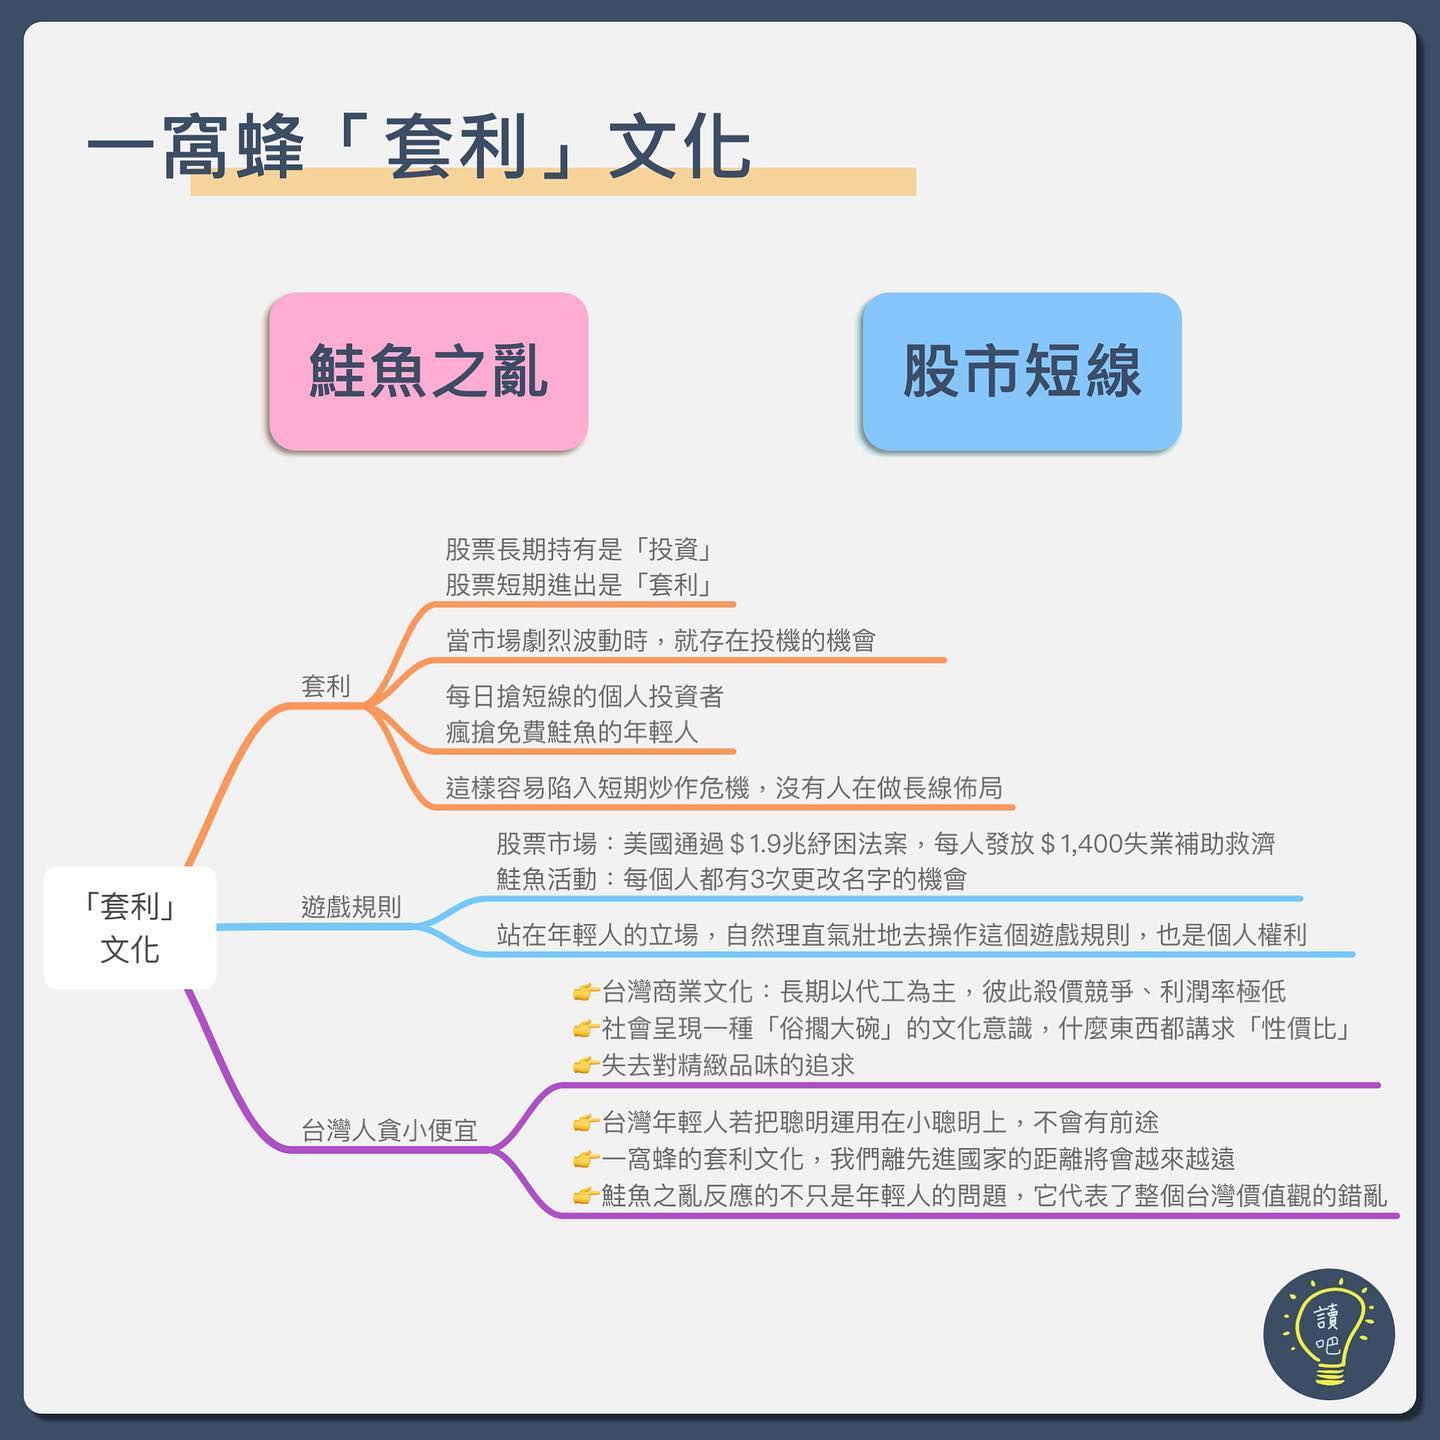 一窩蜂「套利」文化
鮭魚之亂
股市短線
股票長期持有是「投資」
股票短期進出是「套利」
當市場劇烈波動時，就存在投機的機會
套利
每日搶短線的個人投資者
瘋搶免費鮭魚的年輕人
這樣容易陷入短期炒作危機，沒有人在做長線佈局
股票市場：美國通過＄1.9兆紓困法案，每人發放＄1,400失業補助救濟
鮭魚活動：每個人都有3次更改名字的機會
「套利」
文化
遊戲規則
站在年輕人的立場，自然理直氣壯地去操作這個遊戲規則，也是個人權利
👉台灣商業文化：長期以代工為主，彼此殺價競爭、利潤率極低
👉社會呈現一種「俗擱大碗」的文化意識，什麼東西都講求「性價比」
👉失去對精緻品味的追求
台灣人貪小便宜
👉台灣年輕人若把聰明運用在小聰明上，不會有前途
👉一窩蜂的套利文化，我們離先進國家的距離將會越來越遠
👉鮭魚之亂反應的不只是年輕人的問題，它代表了整個台灣價值觀的錯亂
讀
吧